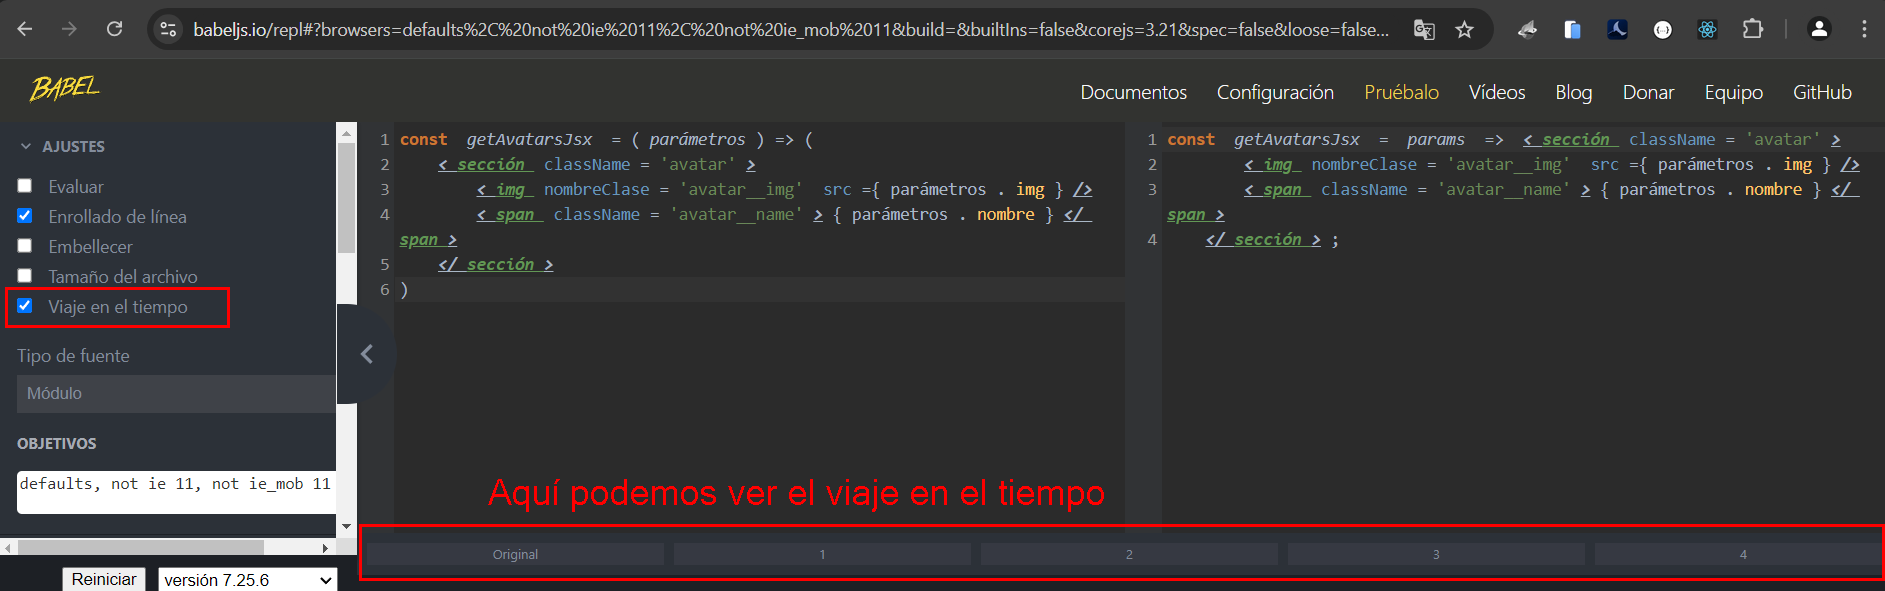 babeljs.io/repl#?browsers=defaults%2C%20not%20ie%2011%2C%20not%20ie_mob%2011&build=&builtIns=false&corejs=3.21&spec=false&loose=false...
BABEL
Documentos Configuración Pruébalo Vídeos Blog Donar Equipo GitHub
AJUSTES
Evaluar
Enrollado de línea
Embellecer
Tamaño del archivo
Viaje en el tiempo
Tipo de fuente
Módulo
OBJETIVOS
defaults, not ie 11, not ie_mob 11
Reiniciar versión 7.25.6
1 const getAvatarsJsx = ( parámetros ) => (
2 < sección className = 'avatar' >
3 < img nombreClase = 'avatar__img' src ={ parámetros . img } />
4 < span className = 'avatar__name' > { parámetros . nombre } </
span >
5 </ sección >
6 )
1 const getAvatarsJsx = params => < sección className = 'avatar' >
2 < img nombreClase = 'avatar__img' src ={ parámetros . img } />
3 < span className = 'avatar__name' > { parámetros . nombre } </
span >
4 </ sección > ;
Aquí podemos ver el viaje en el tiempo
Original 1 2 3 4